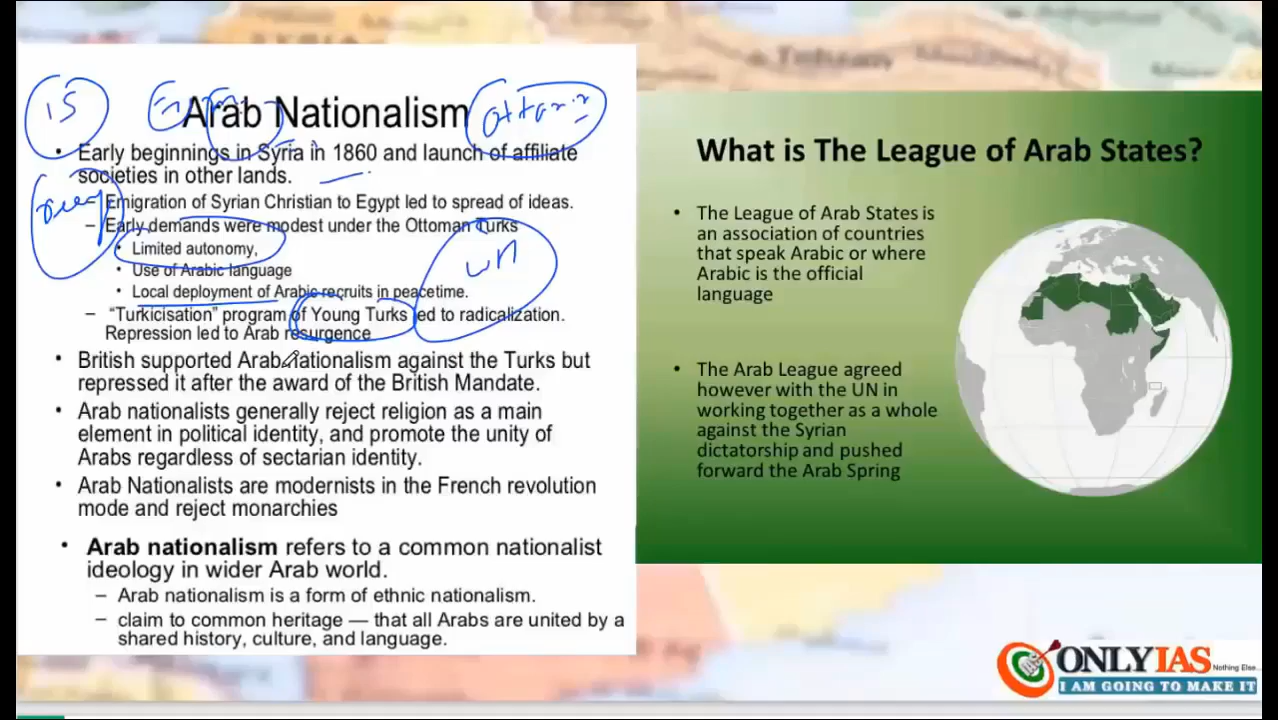 Arab Nationalism
• Early beginnings in Syria in 1860 and launch of affiliate
societies in other lands.
Emigration of Syrian Christian to Egypt led to spread of ideas.
– Early demands were modest under the Ottoman Turks
• Limited autonomy,
• Use of Arabic language
• Local deployment of Arabic recruits in peacetime.
– “Turkicisation” program of Young Turks led to radicalization.
Repression led to Arab resurgence
• British supported Arab nationalism against the Turks but
repressed it after the award of the British Mandate.
• Arab nationalists generally reject religion as a main
element in political identity, and promote the unity of
Arabs regardless of sectarian identity.
• Arab Nationalists are modernists in the French revolution
mode and reject monarchies
• Arab nationalism refers to a common nationalist
ideology in wider Arab world.
– Arab nationalism is a form of ethnic nationalism.
– claim to common heritage — that all Arabs are united by a
shared history, culture, and language.
15
UN
What is The League of Arab States?
• The League of Arab States is
an association of countries
that speak Arabic or where
Arabic is the official
language
• The Arab League agreed
however with the UN in
working together as a whole
against the Syrian
dictatorship and pushed
forward the Arab Spring
Tehran
ONLYIAS Nothing Else..
I AM GOING TO MAKE IT